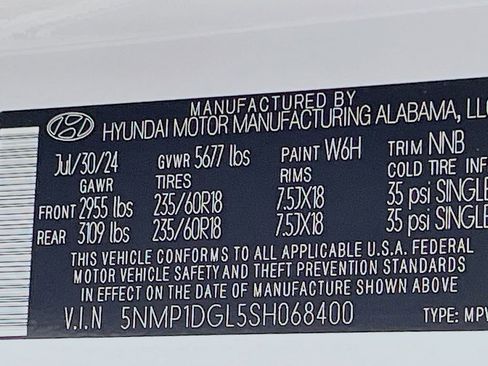 MANUFACTURED BY
HYUNDAI MOTOR MANUFACTURING ALABAMA, LLC
Jul/30/24 GVWR 5677 lbs PAINT W6H TRIM NNB
GAWR TIRES RIMS COLD TIRE INF
FRONT 2955 lbs 235/60R18 7.5JX18 35 psi SINGLE
REAR 3109 lbs 235/60R18 7.5JX18 35 psi SINGLE
THIS VEHICLE CONFORMS TO ALL APPLICABLE U.S.A. FEDERAL
MOTOR VEHICLE SAFETY AND THEFT PREVENTION STANDARDS
IN EFFECT ON THE DATE OF MANUFACTURE SHOWN ABOVE
V.I.N 5NMP1DGL5SH068400 TYPE: MPV